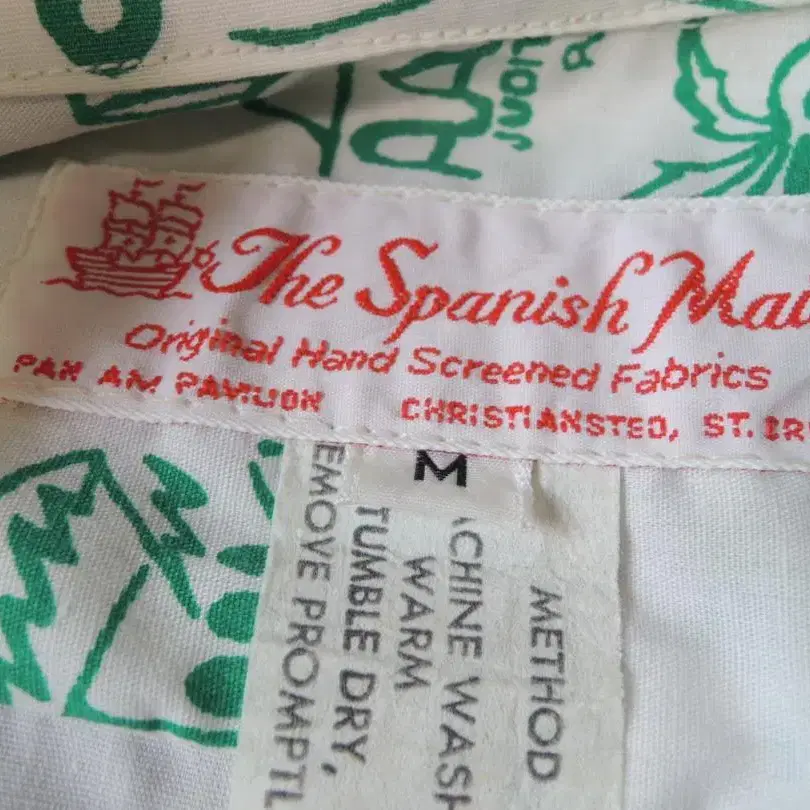 The Spanish Mai
Original Hand Screened Fabrics
PAN AM PAVILION CHRISTIANSTED, ST. CR
M
METHOD
ACHINE WASH
WARM
TUMBLE DRY,
EMOVE PROMPTL